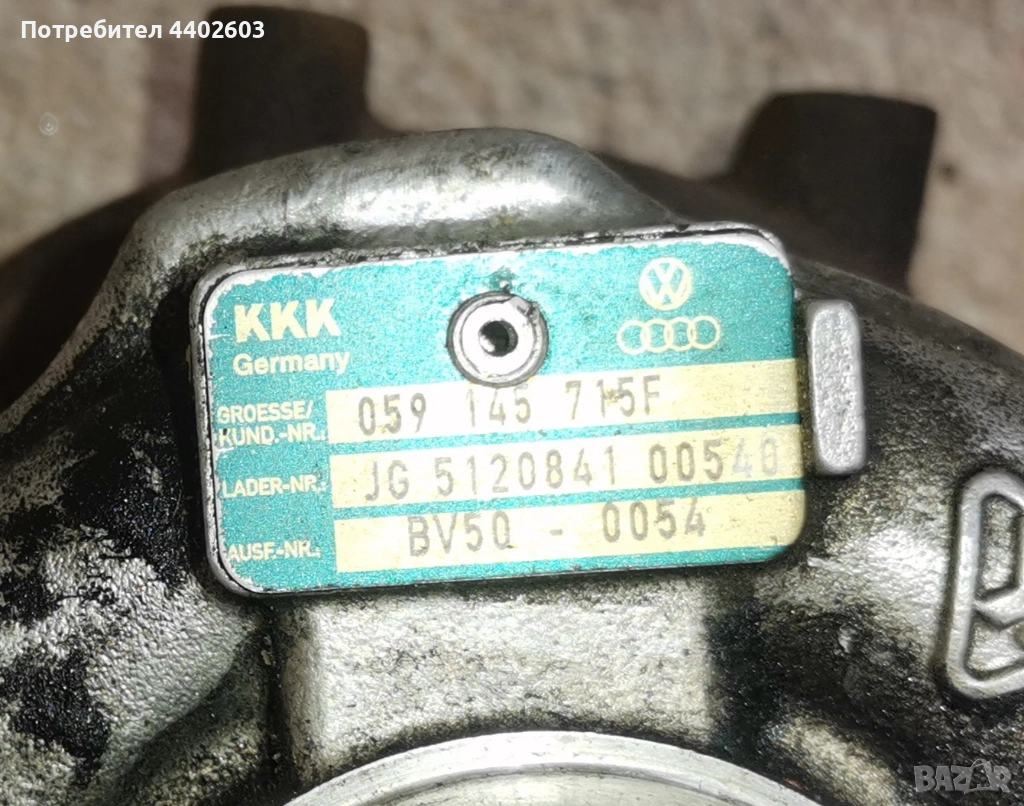 Потребител 4402603
KKK
Germany
GROESSE/
KUND.-NR.: 059 145 715F
LADER-NR.: JG 5120841 00540
AUSF.-NR.: BV50 - 0054
BAZAR